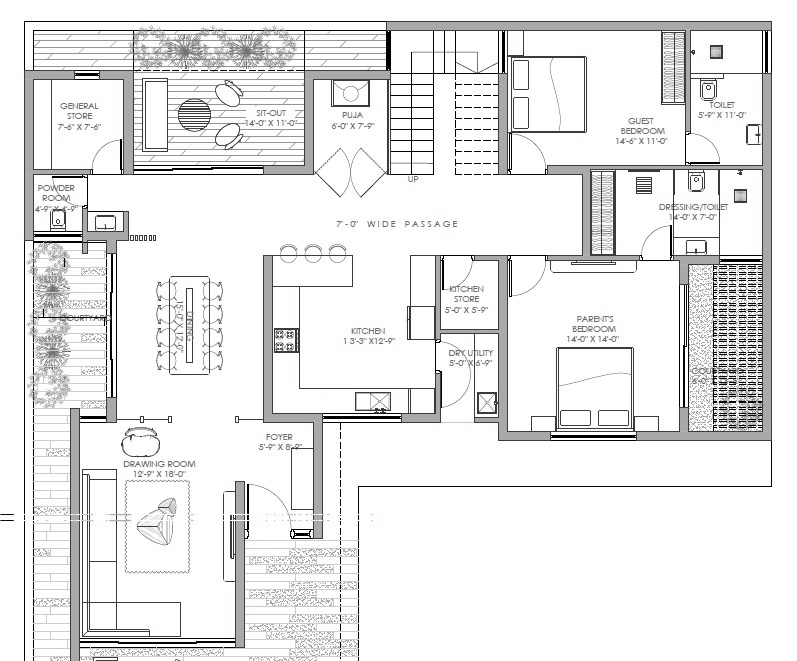 GENERAL
STORE
7'-6" X 7'-6"
SIT-OUT
14'-0" X 11'-0"
PUJA
6'-0" X 7'-9"
GUEST
BEDROOM
14'-6" X 11'-0"
TOILET
5'-9" X 11'-0"
UP
POWDER
ROOM
4'-9" X 4'-9"
DRESSING/TOILET
14'-0" X 7'-0"
7'-0" WIDE PASSAGE
COURTYARD
DINING
KITCHEN
13'-3" X12'-9"
KITCHEN
STORE
5'-0" X 5'-9"
DRY UTILITY
5'-0" X 6'-9"
PARENT'S
BEDROOM
14'-0" X 14'-0"
FOYER
5'-9" X 8'-9"
DRAWING ROOM
12'-9" X 18'-0"